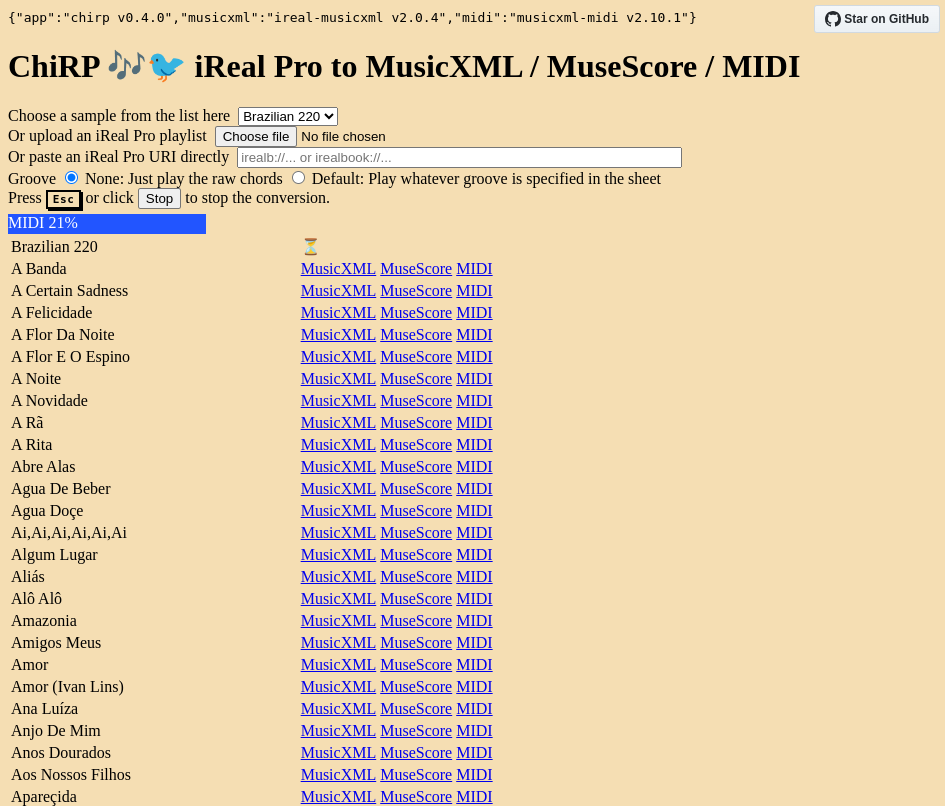 {"app":"chirp v0.4.0","musicxml":"ireal-musicxml v2.0.4","midi":"musicxml-midi v2.10.1"}
Star on GitHub
ChiRP 🎶🐦 iReal Pro to MusicXML / MuseScore / MIDI
Choose a sample from the list here Brazilian 220
Or upload an iReal Pro playlist Choose file No file chosen
Or paste an iReal Pro URI directly irealb://... or irealbook://...
Groove None: Just play the raw chords Default: Play whatever groove is specified in the sheet
Press Esc or click Stop to stop the conversion.
MIDI 21%
Brazilian 220 ⏳
A Banda MusicXML MuseScore MIDI
A Certain Sadness MusicXML MuseScore MIDI
A Felicidade MusicXML MuseScore MIDI
A Flor Da Noite MusicXML MuseScore MIDI
A Flor E O Espino MusicXML MuseScore MIDI
A Noite MusicXML MuseScore MIDI
A Novidade MusicXML MuseScore MIDI
A Rã MusicXML MuseScore MIDI
A Rita MusicXML MuseScore MIDI
Abre Alas MusicXML MuseScore MIDI
Agua De Beber MusicXML MuseScore MIDI
Agua Doçe MusicXML MuseScore MIDI
Ai,Ai,Ai,Ai,Ai,Ai MusicXML MuseScore MIDI
Algum Lugar MusicXML MuseScore MIDI
Aliás MusicXML MuseScore MIDI
Alô Alô MusicXML MuseScore MIDI
Amazonia MusicXML MuseScore MIDI
Amigos Meus MusicXML MuseScore MIDI
Amor MusicXML MuseScore MIDI
Amor (Ivan Lins) MusicXML MuseScore MIDI
Ana Luíza MusicXML MuseScore MIDI
Anjo De Mim MusicXML MuseScore MIDI
Anos Dourados MusicXML MuseScore MIDI
Aos Nossos Filhos MusicXML MuseScore MIDI
Apareçida MusicXML MuseScore MIDI